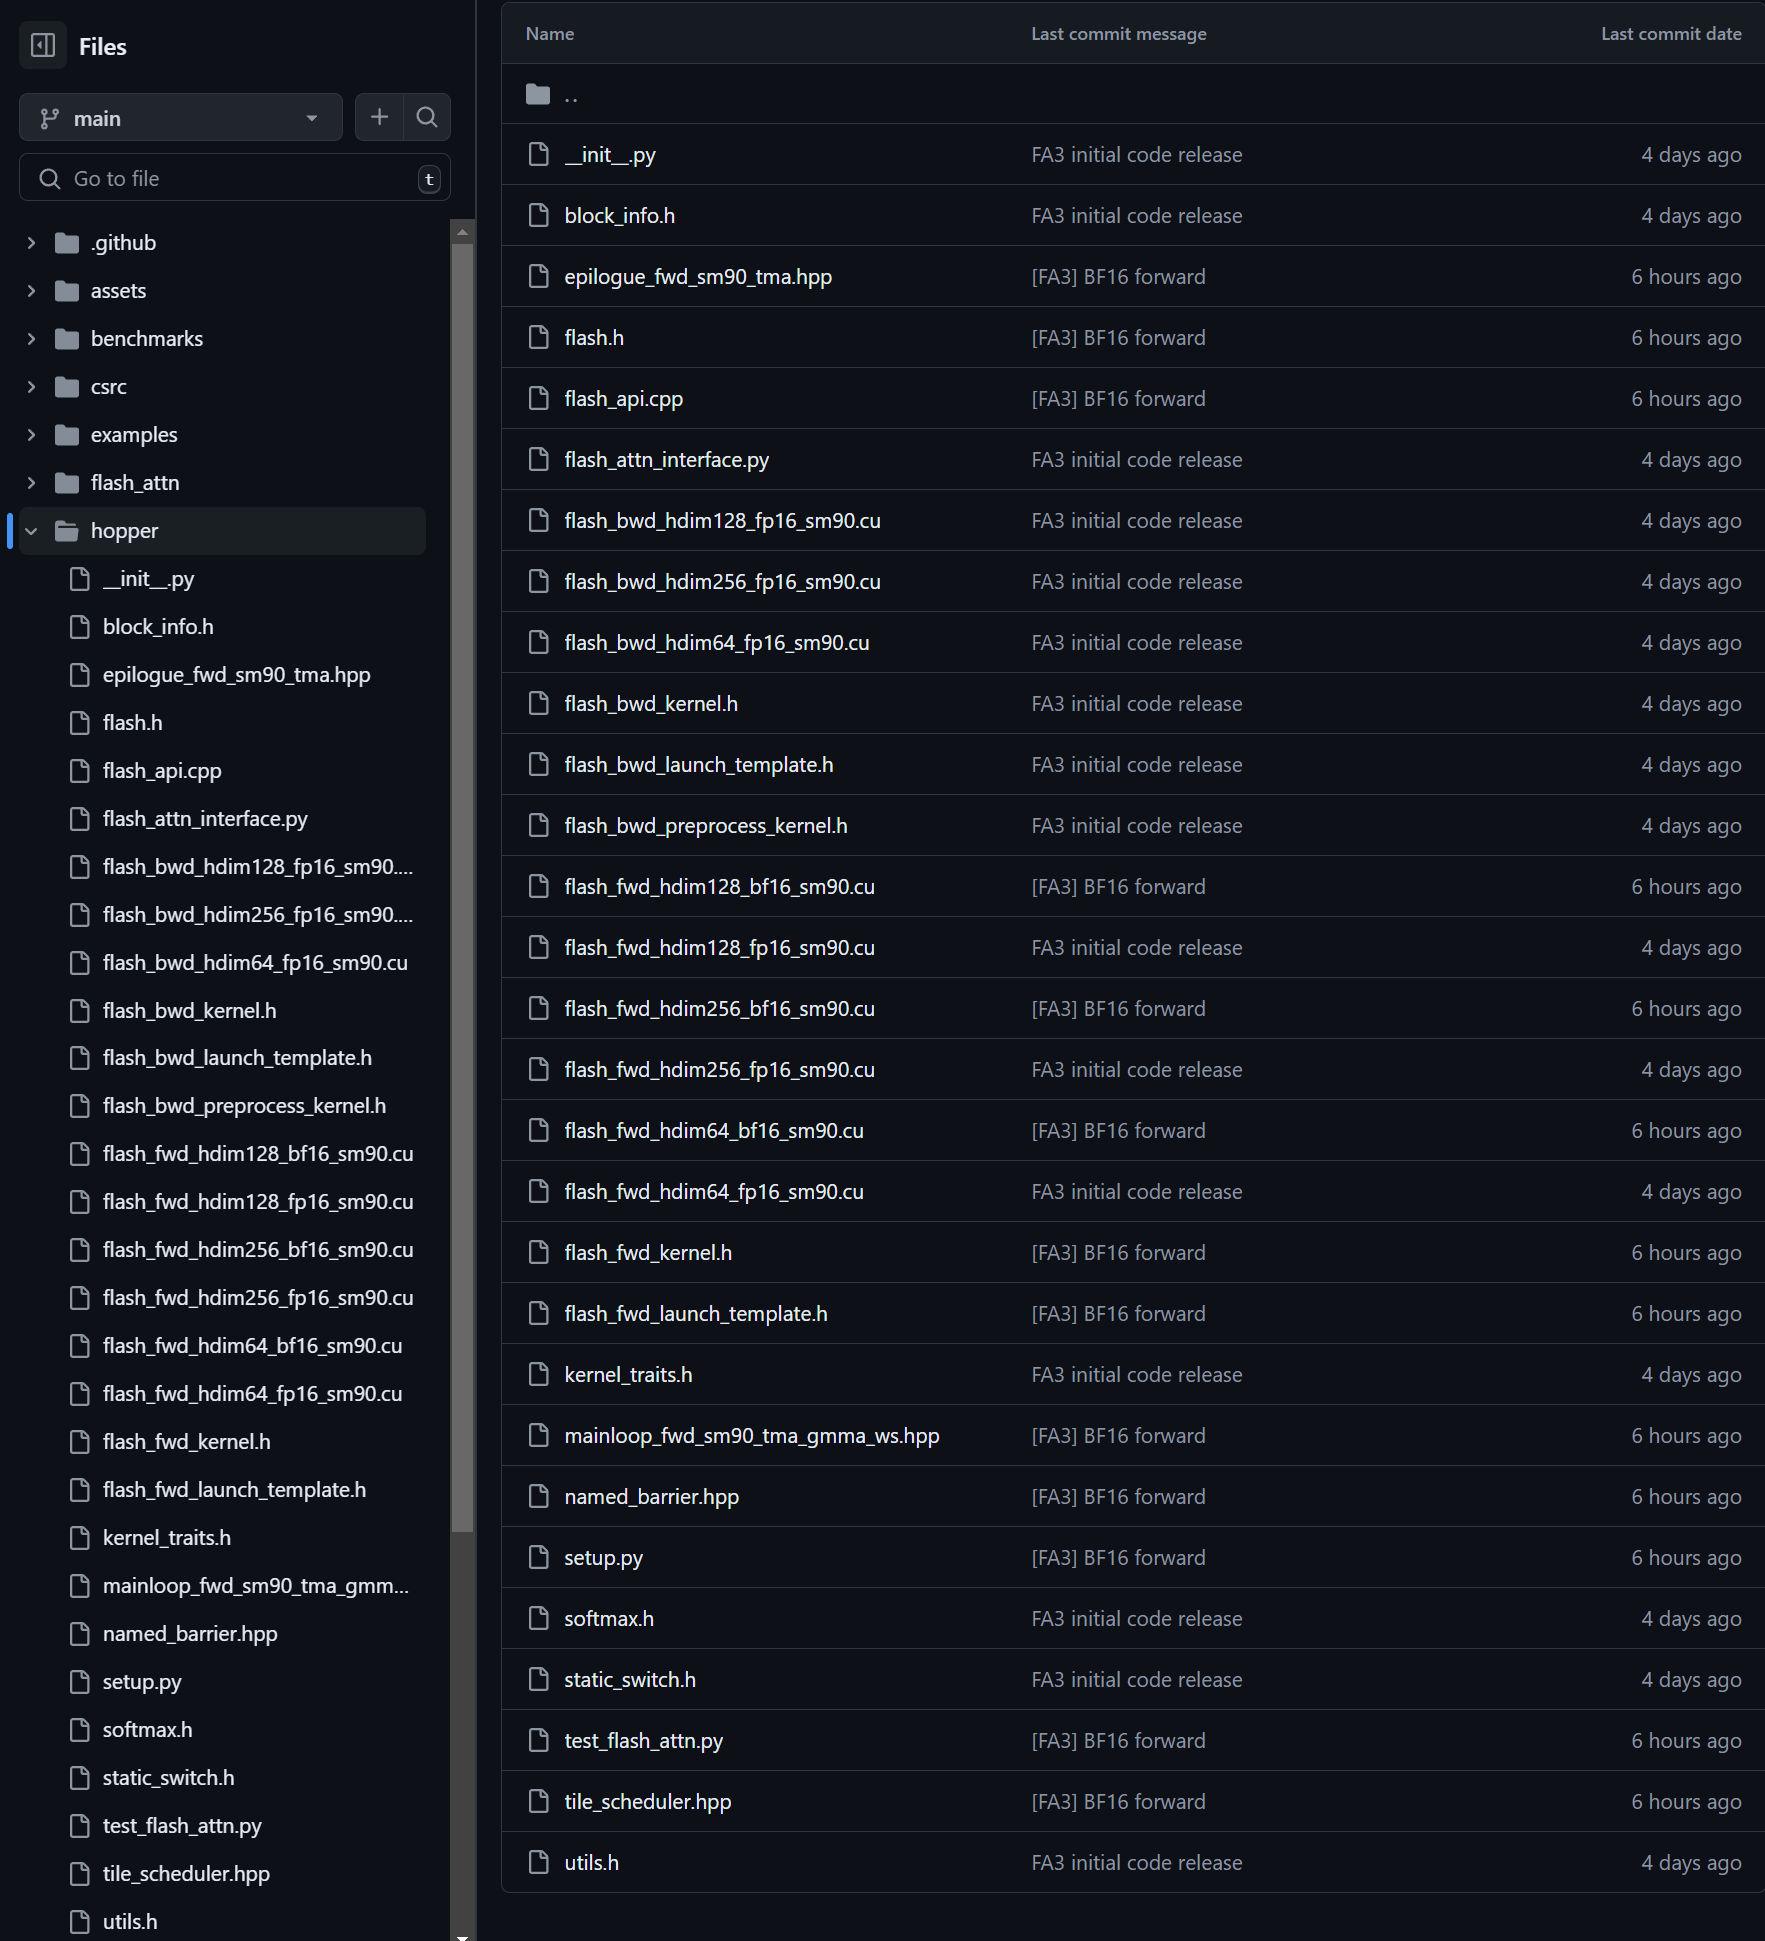 Files
main
Go to file
t
.github
assets
benchmarks
csrc
examples
flash_attn
hopper
__init__.py
block_info.h
epilogue_fwd_sm90_tma.hpp
flash.h
flash_api.cpp
flash_attn_interface.py
flash_bwd_hdim128_fp16_sm90....
flash_bwd_hdim256_fp16_sm90....
flash_bwd_hdim64_fp16_sm90.cu
flash_bwd_kernel.h
flash_bwd_launch_template.h
flash_bwd_preprocess_kernel.h
flash_fwd_hdim128_bf16_sm90.cu
flash_fwd_hdim128_fp16_sm90.cu
flash_fwd_hdim256_bf16_sm90.cu
flash_fwd_hdim256_fp16_sm90.cu
flash_fwd_hdim64_bf16_sm90.cu
flash_fwd_hdim64_fp16_sm90.cu
flash_fwd_kernel.h
flash_fwd_launch_template.h
kernel_traits.h
mainloop_fwd_sm90_tma_gmm...
named_barrier.hpp
setup.py
softmax.h
static_switch.h
test_flash_attn.py
tile_scheduler.hpp
utils.h
Name Last commit message Last commit date
..
__init__.py FA3 initial code release 4 days ago
block_info.h FA3 initial code release 4 days ago
epilogue_fwd_sm90_tma.hpp [FA3] BF16 forward 6 hours ago
flash.h [FA3] BF16 forward 6 hours ago
flash_api.cpp [FA3] BF16 forward 6 hours ago
flash_attn_interface.py FA3 initial code release 4 days ago
flash_bwd_hdim128_fp16_sm90.cu FA3 initial code release 4 days ago
flash_bwd_hdim256_fp16_sm90.cu FA3 initial code release 4 days ago
flash_bwd_hdim64_fp16_sm90.cu FA3 initial code release 4 days ago
flash_bwd_kernel.h FA3 initial code release 4 days ago
flash_bwd_launch_template.h FA3 initial code release 4 days ago
flash_bwd_preprocess_kernel.h FA3 initial code release 4 days ago
flash_fwd_hdim128_bf16_sm90.cu [FA3] BF16 forward 6 hours ago
flash_fwd_hdim128_fp16_sm90.cu FA3 initial code release 4 days ago
flash_fwd_hdim256_bf16_sm90.cu [FA3] BF16 forward 6 hours ago
flash_fwd_hdim256_fp16_sm90.cu FA3 initial code release 4 days ago
flash_fwd_hdim64_bf16_sm90.cu [FA3] BF16 forward 6 hours ago
flash_fwd_hdim64_fp16_sm90.cu FA3 initial code release 4 days ago
flash_fwd_kernel.h [FA3] BF16 forward 6 hours ago
flash_fwd_launch_template.h [FA3] BF16 forward 6 hours ago
kernel_traits.h FA3 initial code release 4 days ago
mainloop_fwd_sm90_tma_gmma_ws.hpp [FA3] BF16 forward 6 hours ago
named_barrier.hpp [FA3] BF16 forward 6 hours ago
setup.py [FA3] BF16 forward 6 hours ago
softmax.h FA3 initial code release 4 days ago
static_switch.h FA3 initial code release 4 days ago
test_flash_attn.py [FA3] BF16 forward 6 hours ago
tile_scheduler.hpp [FA3] BF16 forward 6 hours ago
utils.h FA3 initial code release 4 days ago